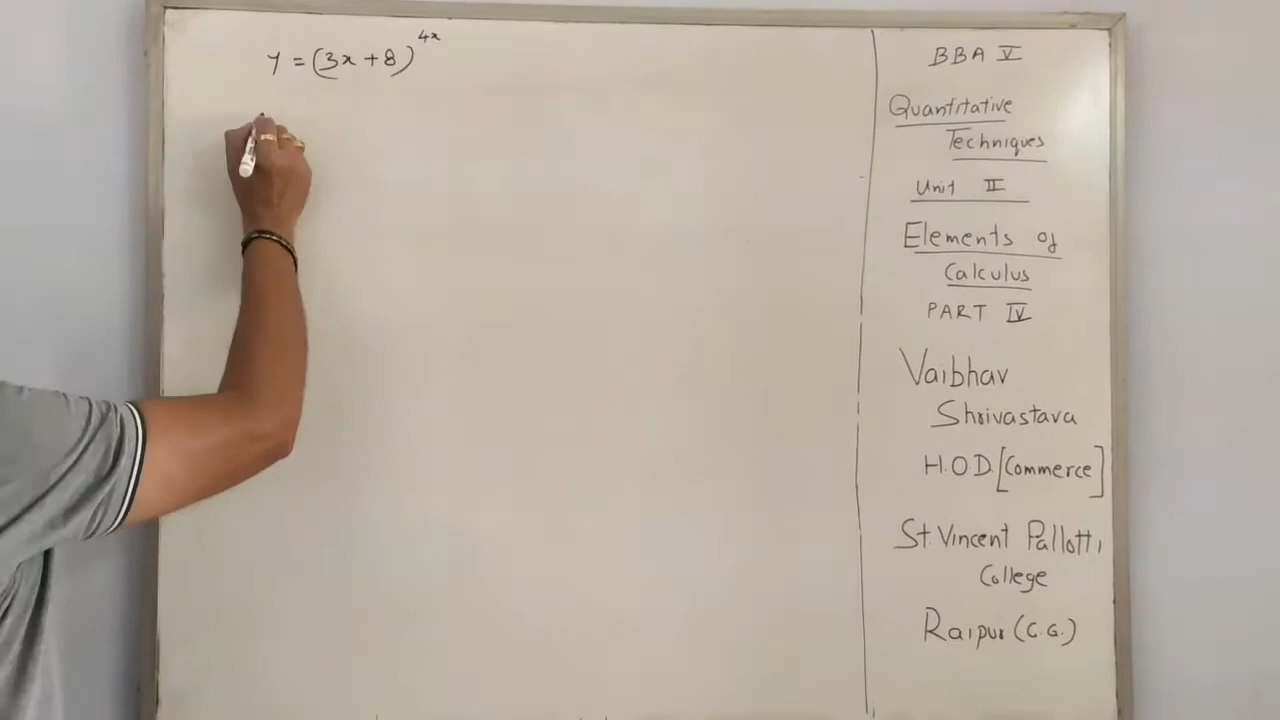 y = (3x + 8)^4x
BBA V
Quantitative
Techniques
Unit II
Elements of
Calculus
PART IV
Vaibhav
Shrivastava
H.O.D. [Commerce]
St. Vincent Pallotti
College
Raipur (C.G.)